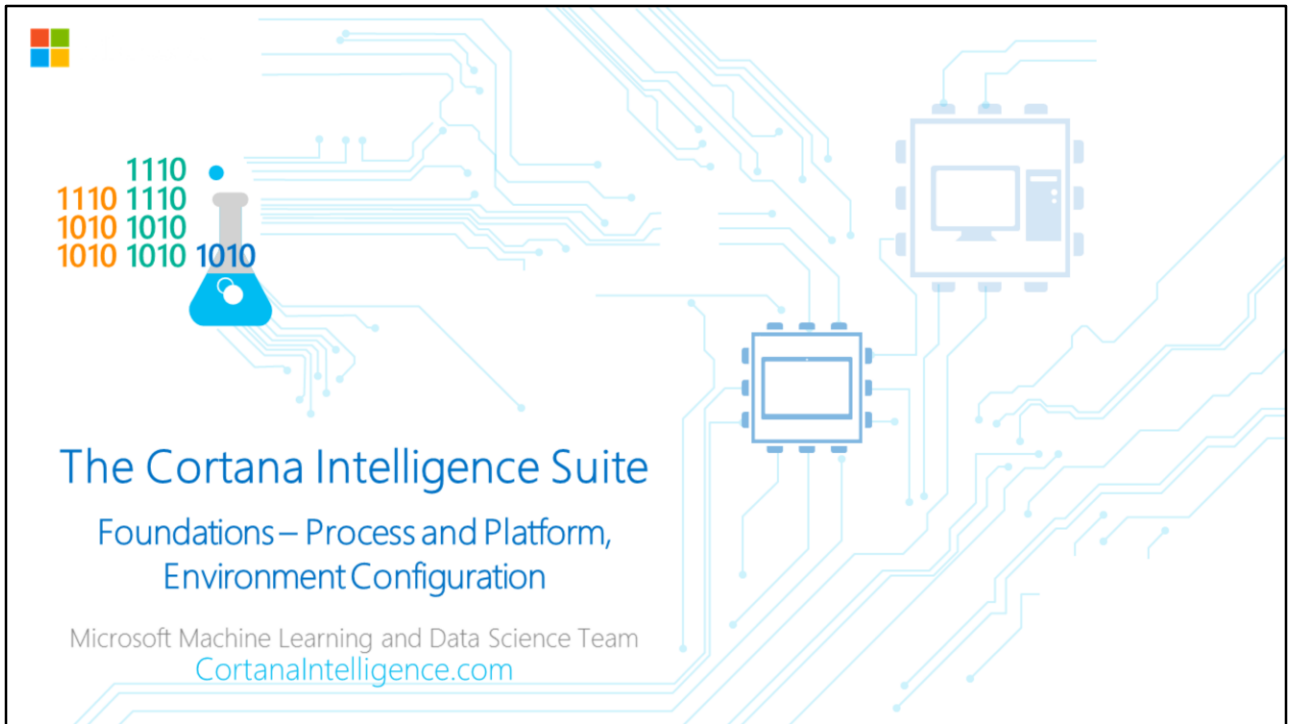 1110
1110 1110
1010 1010
1010 1010 1010
The Cortana Intelligence Suite
Foundations – Process and Platform,
Environment Configuration
Microsoft Machine Learning and Data Science Team
CortanaIntelligence.com